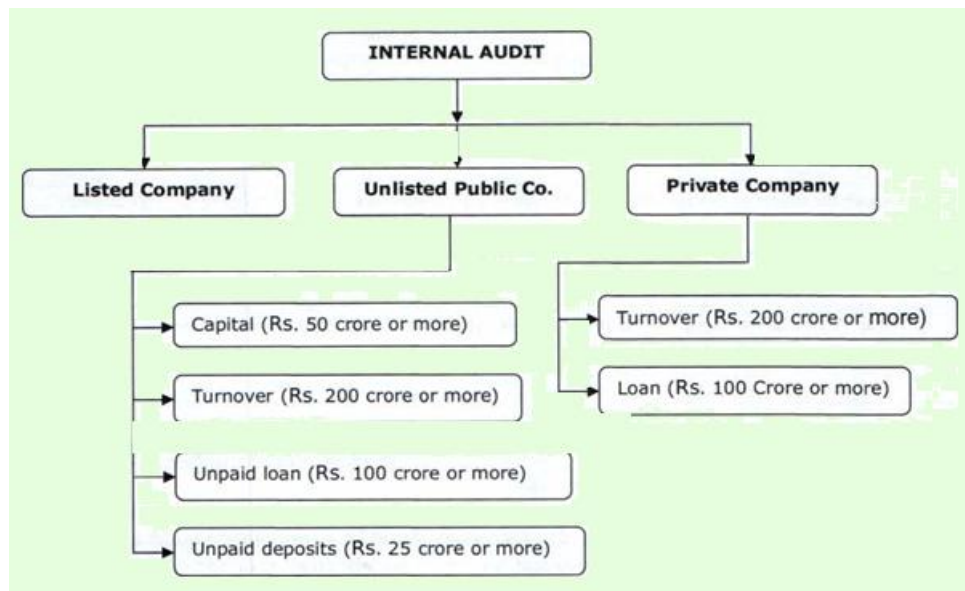 INTERNAL AUDIT
Listed Company
Unlisted Public Co.
Private Company
Capital (Rs. 50 crore or more)
Turnover (Rs. 200 crore or more)
Unpaid loan (Rs. 100 crore or more)
Unpaid deposits (Rs. 25 crore or more)
Turnover (Rs. 200 crore or more)
Loan (Rs. 100 Crore or more)